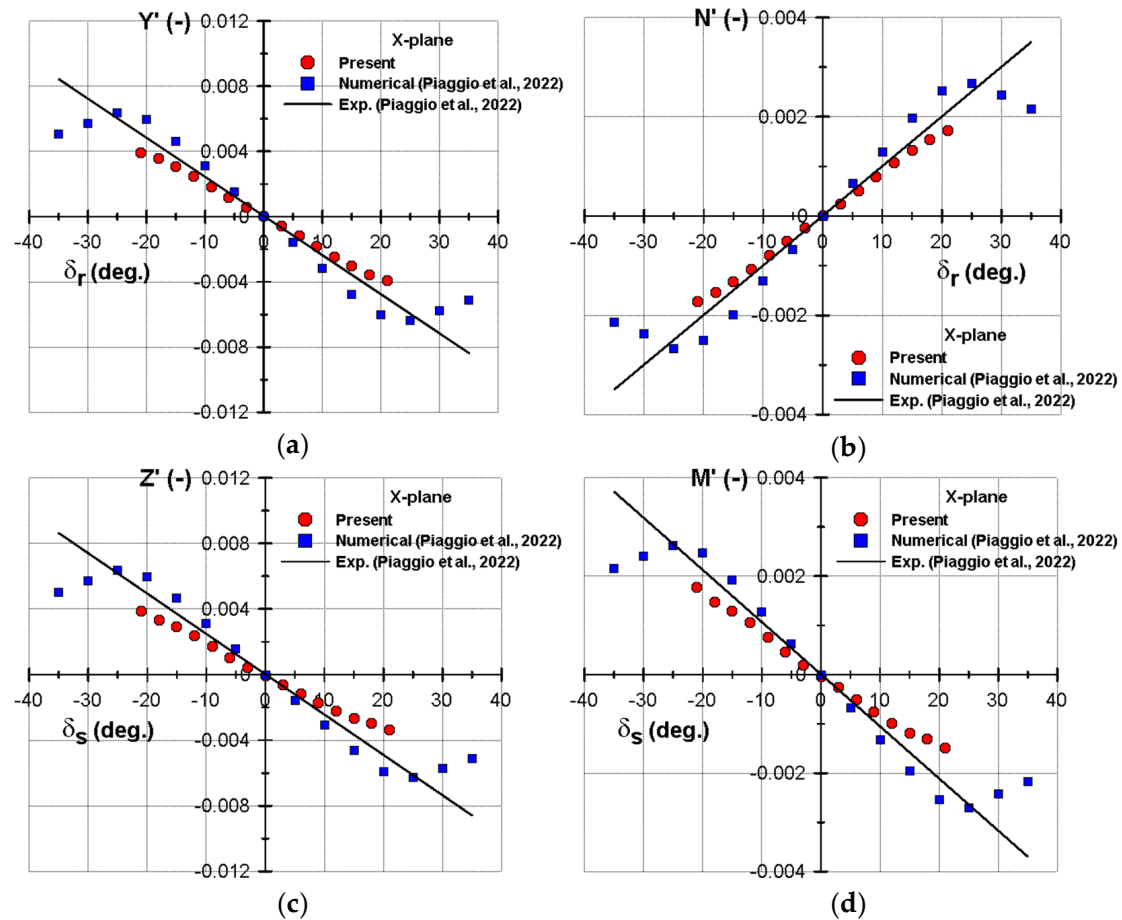 Y' (-)
0.012
X-plane
Present
Numerical (Piaggio et al., 2022)
Exp. (Piaggio et al., 2022)
0.008
0.004
0
-40 -30 -20 -10 0 10 20 30 40
δr (deg.)
-0.004
-0.008
-0.012
(a)
N' (-)
0.004
0.002
0
-40 -30 -20 -10 0 10 20 30 40
δr (deg.)
-0.002
X-plane
Present
Numerical (Piaggio et al., 2022)
Exp. (Piaggio et al., 2022)
-0.004
(b)
Z' (-)
0.012
X-plane
Present
Numerical (Piaggio et al., 2022)
Exp. (Piaggio et al., 2022)
0.008
0.004
0
-40 -30 -20 -10 0 10 20 30 40
δs (deg.)
-0.004
-0.008
-0.012
(c)
M' (-)
0.004
X-plane
Present
Numerical (Piaggio et al., 2022)
Exp. (Piaggio et al., 2022)
0.002
0
-40 -30 -20 -10 0 10 20 30 40
δs (deg.)
-0.002
-0.004
(d)